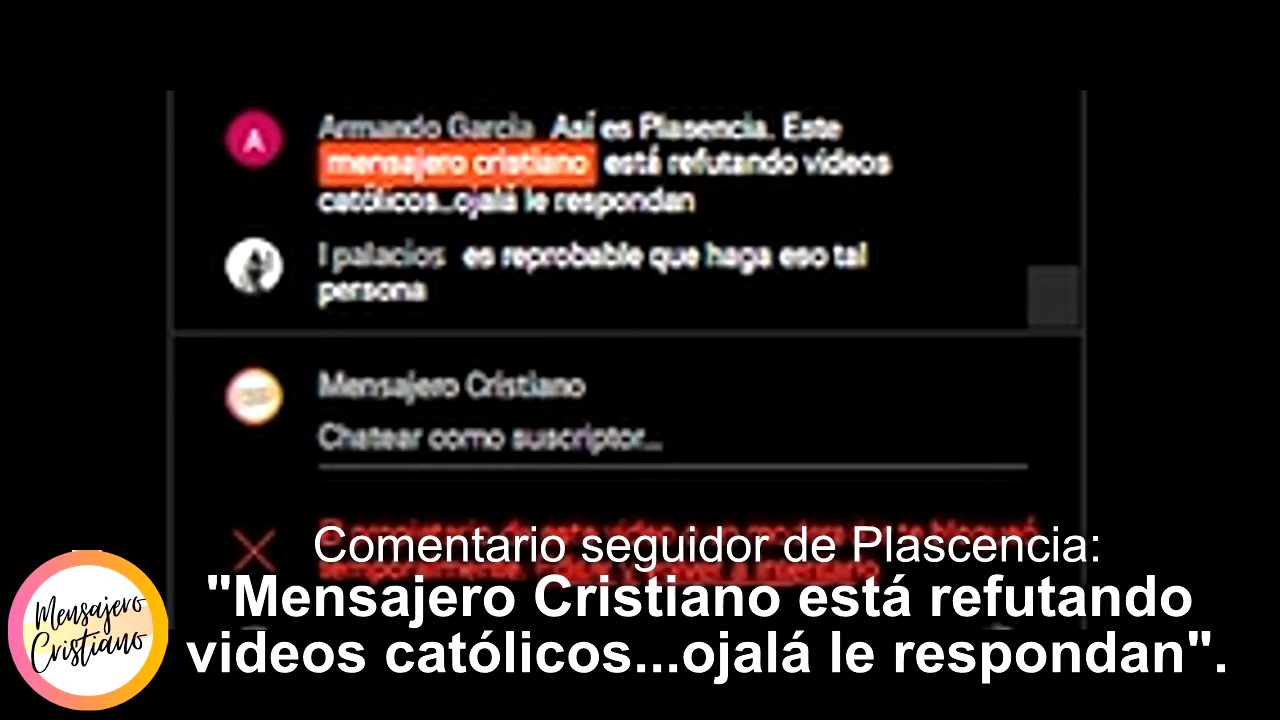 A
Armando Garcia Así es Plasencia. Este
mensajero cristiano está refutando vídeos
católicos...ojalá le respondan
I palacios es reprobable que haga eso tal
persona
Mensajero Cristiano
Chatear como suscriptor...
Comentario seguidor de Plascencia:
"Mensajero Cristiano está refutando
videos católicos...ojalá le respondan".
Mensajero
Cristiano